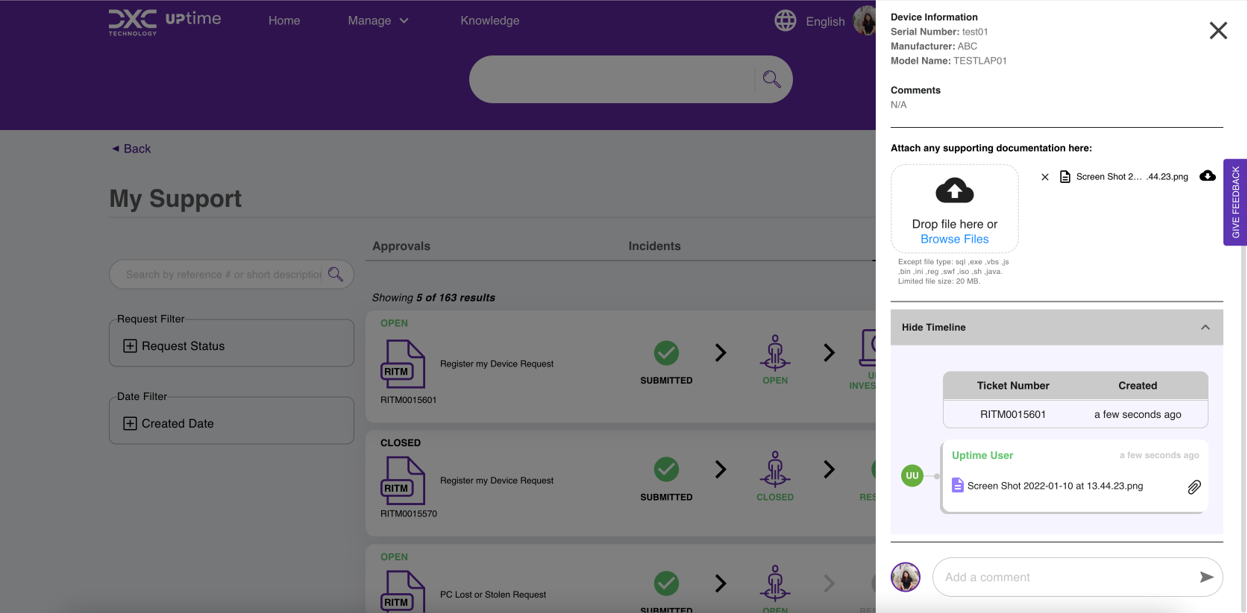 DXC UPtime
TECHNOLOGY
Home
Manage
Knowledge
English
Back
My Support
Approvals
Incidents
Search by reference # or short descriptio
Request Filter
Request Status
Date Filter
Created Date
Showing 5 of 163 results
OPEN
RITM
RITM0015601
Register my Device Request
SUBMITTED
OPEN
U
INVES
CLOSED
RITM
RITM0015570
Register my Device Request
SUBMITTED
CLOSED
RES
OPEN
RITM
PC Lost or Stolen Request
SUBMITTED
OPEN
Device Information
Serial Number: test01
Manufacturer: ABC
Model Name: TESTLAP01
Comments
N/A
Attach any supporting documentation here:
Drop file here or
Browse Files
Screen Shot 2... .44.23.png
Except file type: sql ,exe ,vbs ,js
,bin ,ini ,reg ,swf ,iso ,sh ,java.
Limited file size: 20 MB.
GIVE FEEDBACK
Hide Timeline
Ticket Number Created
RITM0015601 a few seconds ago
UU
Uptime User a few seconds ago
Screen Shot 2022-01-10 at 13.44.23.png
Add a comment